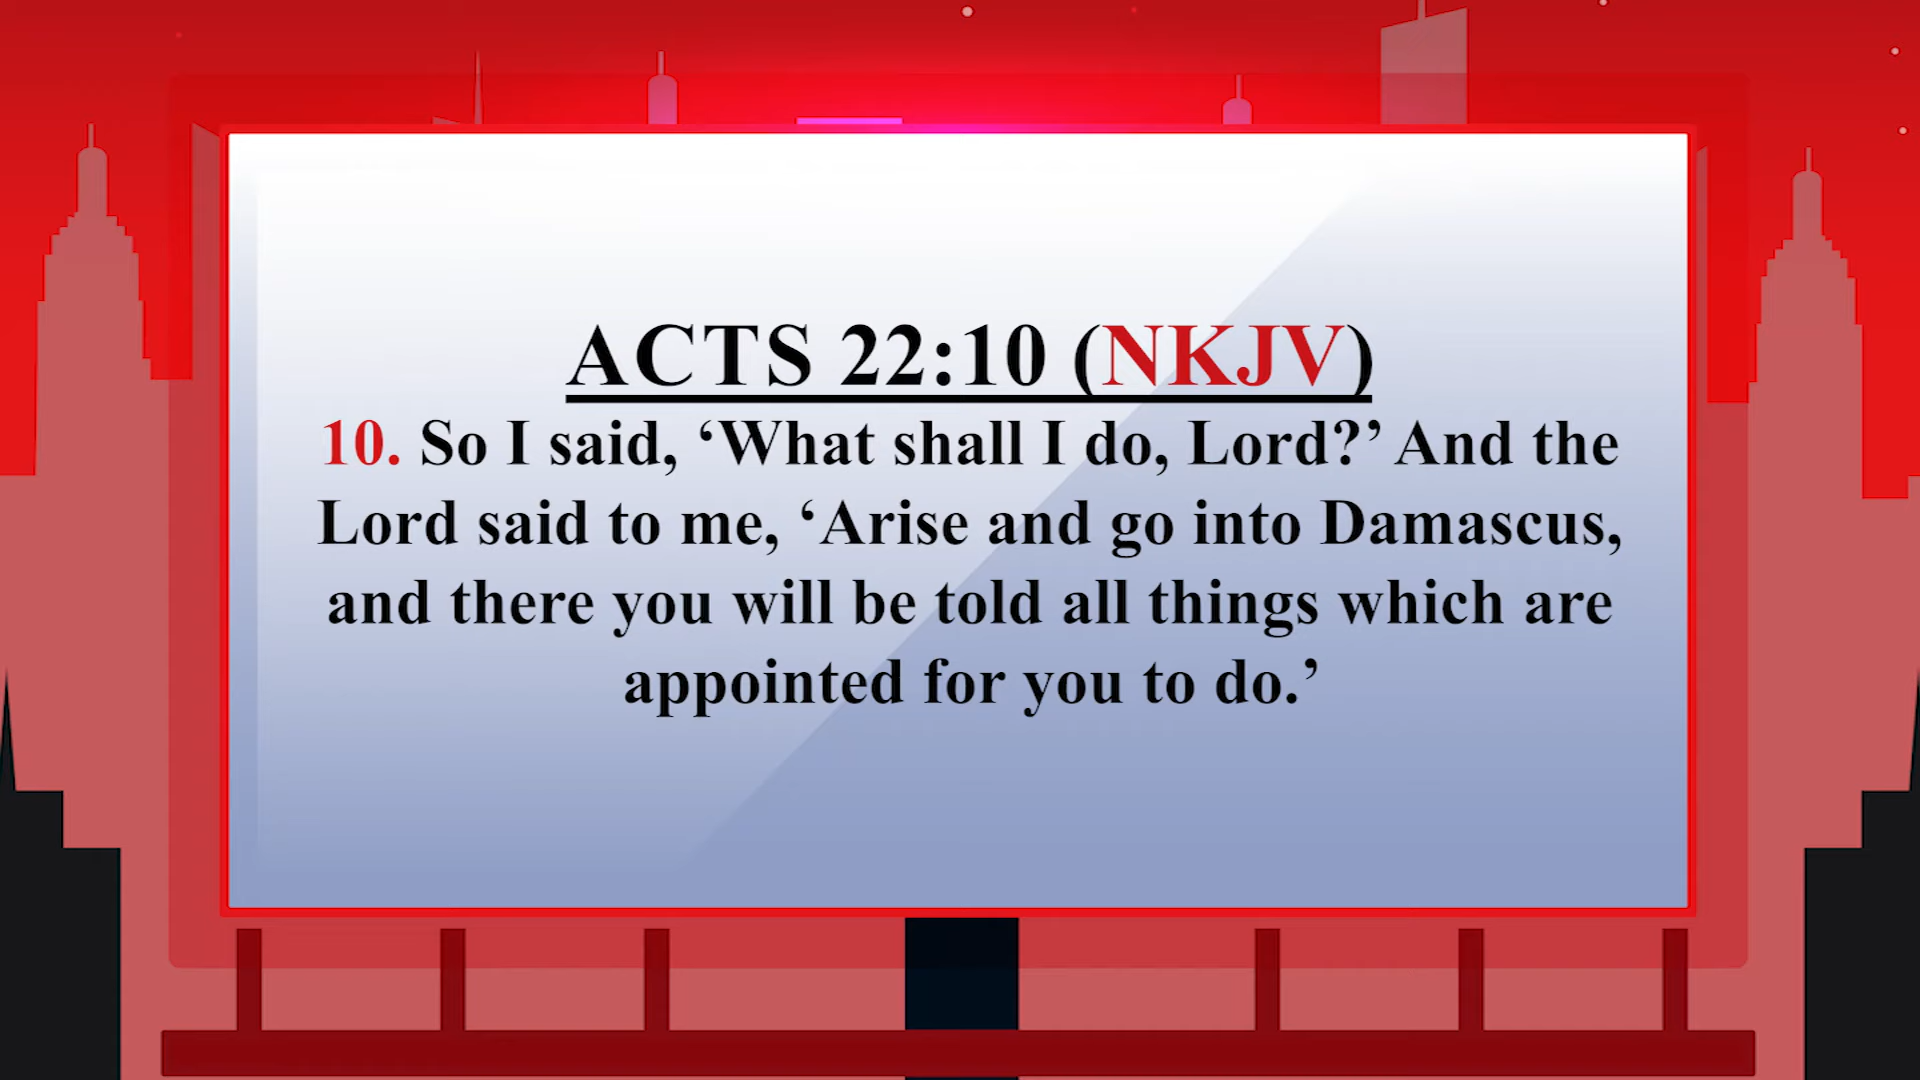 ACTS 22:10 (NKJV)
10. So I said, ‘What shall I do, Lord?’ And the
Lord said to me, ‘Arise and go into Damascus,
and there you will be told all things which are
appointed for you to do.’